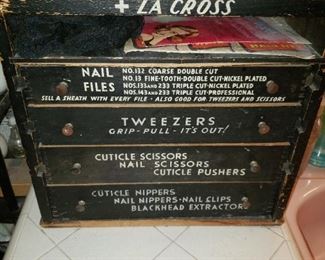 + LA CROSS
NAIL FILES
NO.132 COARSE DOUBLE CUT
NO.13 FINE-TOOTH-DOUBLE CUT-NICKEL PLATED
NOS.133 AND 233 TRIPLE CUT-NICKEL PLATED
NOS.143 AND 233 TRIPLE CUT-PROFESSIONAL
SELL A SHEATH WITH EVERY FILE • ALSO GOOD FOR TWEEZERS AND SCISSORS
TWEEZERS
GRIP-PULL-IT'S OUT!
CUTICLE SCISSORS
NAIL SCISSORS
CUTICLE PUSHERS
CUTICLE NIPPERS
NAIL NIPPERS-NAIL CLIPS
BLACKHEAD EXTRACTOR